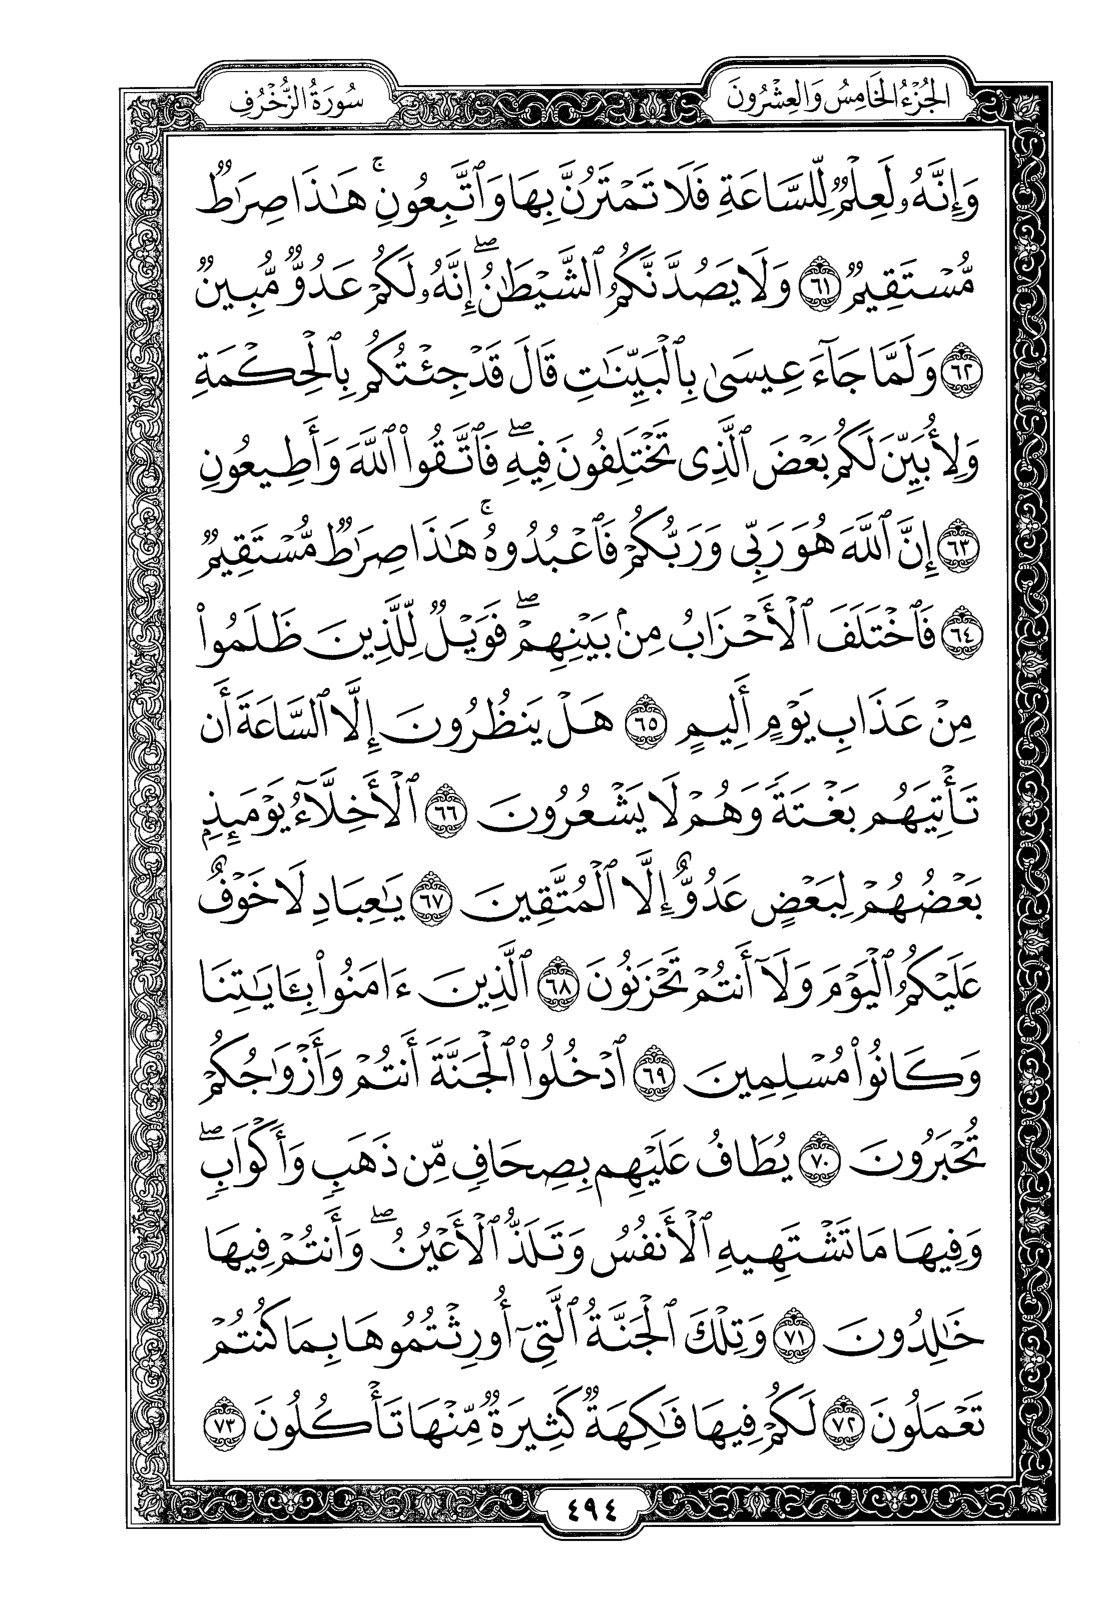 الجُزْءُ الخَامِسُ وَالعِشْرُونَ
سُورَةُ الزُّخْرُفِ
وَإِنَّهُۥ لَعِلْمٌ لِّلسَّاعَةِ فَلَا تَمْتَرُنَّ بِهَا وَٱتَّبِعُونِ ۚ هَٰذَا صِرَٰطٌ
مُّسْتَقِيمٌ ٦١ وَلَا يَصُدَّنَّكُمُ ٱلشَّيْطَٰنُ ۖ إِنَّهُۥ لَكُمْ عَدُوٌّ مُّبِينٌ
٦٢ وَلَمَّا جَآءَ عِيسَىٰ بِٱلْبَيِّنَٰتِ قَالَ قَدْ جِئْتُكُم بِٱلْحِكْمَةِ
وَلِأُبَيِّنَ لَكُم بَعْضَ ٱلَّذِى تَخْتَلِفُونَ فِيهِ ۖ فَٱتَّقُوا۟ ٱللَّهَ وَأَطِيعُونِ
٦٣ إِنَّ ٱللَّهَ هُوَ رَبِّى وَرَبُّكُمْ فَٱعْبُدُوهُ ۚ هَٰذَا صِرَٰطٌ مُّسْتَقِيمٌ
٦٤ فَٱخْتَلَفَ ٱلْأَحْزَابُ مِنۢ بَيْنِهِمْ ۖ فَوَيْلٌ لِّلَّذِينَ ظَلَمُوا۟
مِنْ عَذَابِ يَوْمٍ أَلِيمٍ ٦٥ هَلْ يَنظُرُونَ إِلَّا ٱلسَّاعَةَ أَن
تَأْتِيَهُم بَغْتَةً وَهُمْ لَا يَشْعُرُونَ ٦٦ ٱلْأَخِلَّآءُ يَوْمَئِذٍۭ
بَعْضُهُمْ لِبَعْضٍ عَدُوٌّ إِلَّا ٱلْمُتَّقِينَ ٦٧ يَٰعِبَادِ لَا خَوْفٌ
عَلَيْكُمُ ٱلْيَوْمَ وَلَآ أَنتُمْ تَحْزَنُونَ ٦٨ ٱلَّذِينَ ءَامَنُوا۟ بِـَٔايَٰتِنَا
وَكَانُوا۟ مُسْلِمِينَ ٦٩ ٱدْخُلُوا۟ ٱلْجَنَّةَ أَنتُمْ وَأَزْوَٰجُكُمْ
تُحْبَرُونَ ٧٠ يُطَافُ عَلَيْهِم بِصِحَافٍ مِّن ذَهَبٍ وَأَكْوَابٍ ۖ
وَفِيهَا مَا تَشْتَهِيهِ ٱلْأَنفُسُ وَتَلَذُّ ٱلْأَعْيُنُ ۖ وَأَنتُمْ فِيهَا
خَٰلِدُونَ ٧١ وَتِلْكَ ٱلْجَنَّةُ ٱلَّتِىٓ أُورِثْتُمُوهَا بِمَا كُنتُمْ
تَعْمَلُونَ ٧٢ لَكُمْ فِيهَا فَٰكِهَةٌ كَثِيرَةٌ مِّنْهَا تَأْكُلُونَ ٧٣
٤٩٤